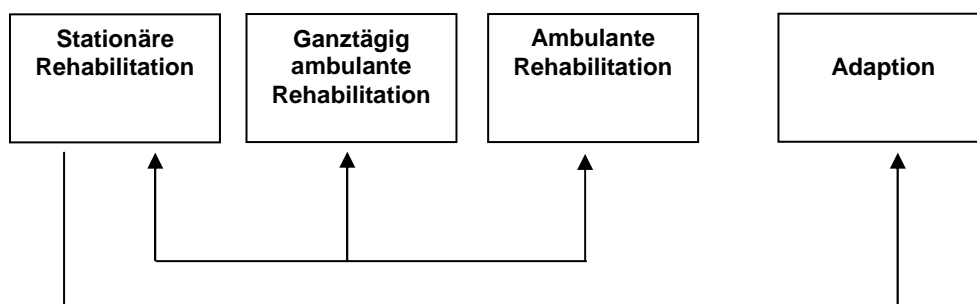 Stationäre
Rehabilitation
Ganztägig
ambulante
Rehabilitation
Ambulante
Rehabilitation
Adaption